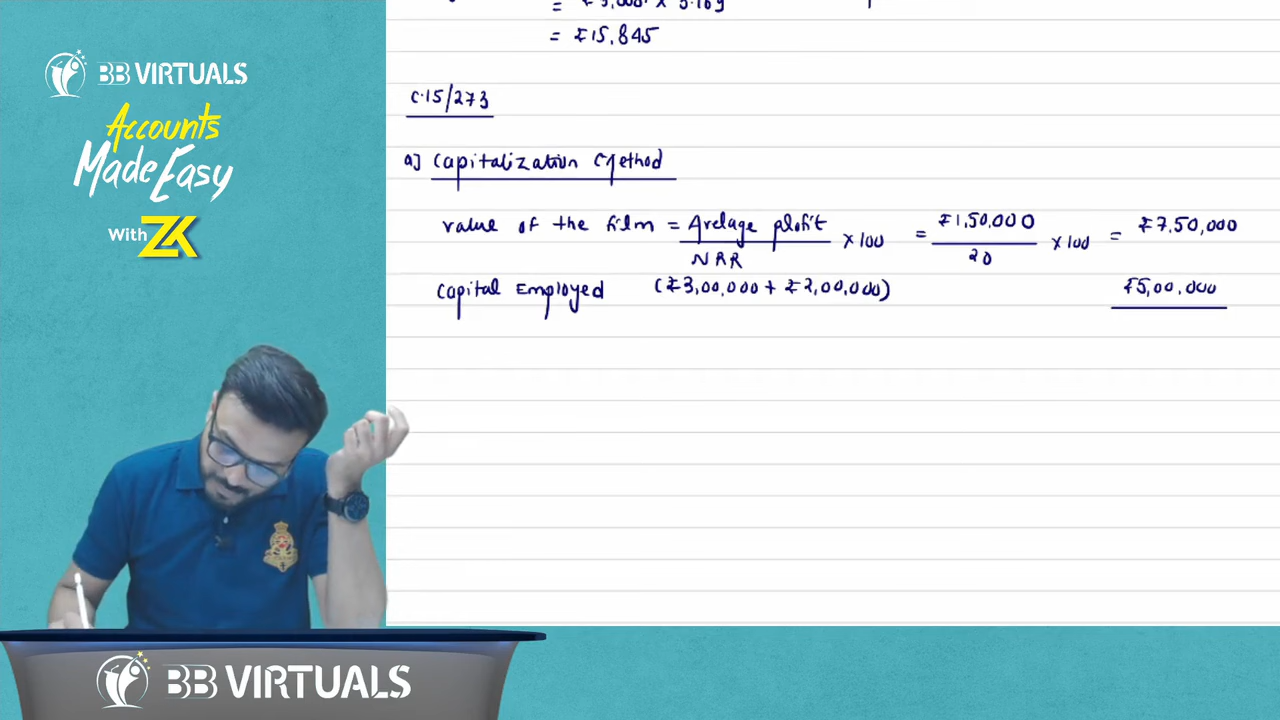 BB VIRTUALS
Accounts
Made Easy
With ZK
= ₹15,845
C.15/273
a] Capitalization Method
Value of the Film = Average profit / NRR × 100 = ₹1,50,000 / 20 × 100 = ₹7,50,000
Capital Employed (₹3,00,000 + ₹2,00,000) ₹5,00,000
BB VIRTUALS